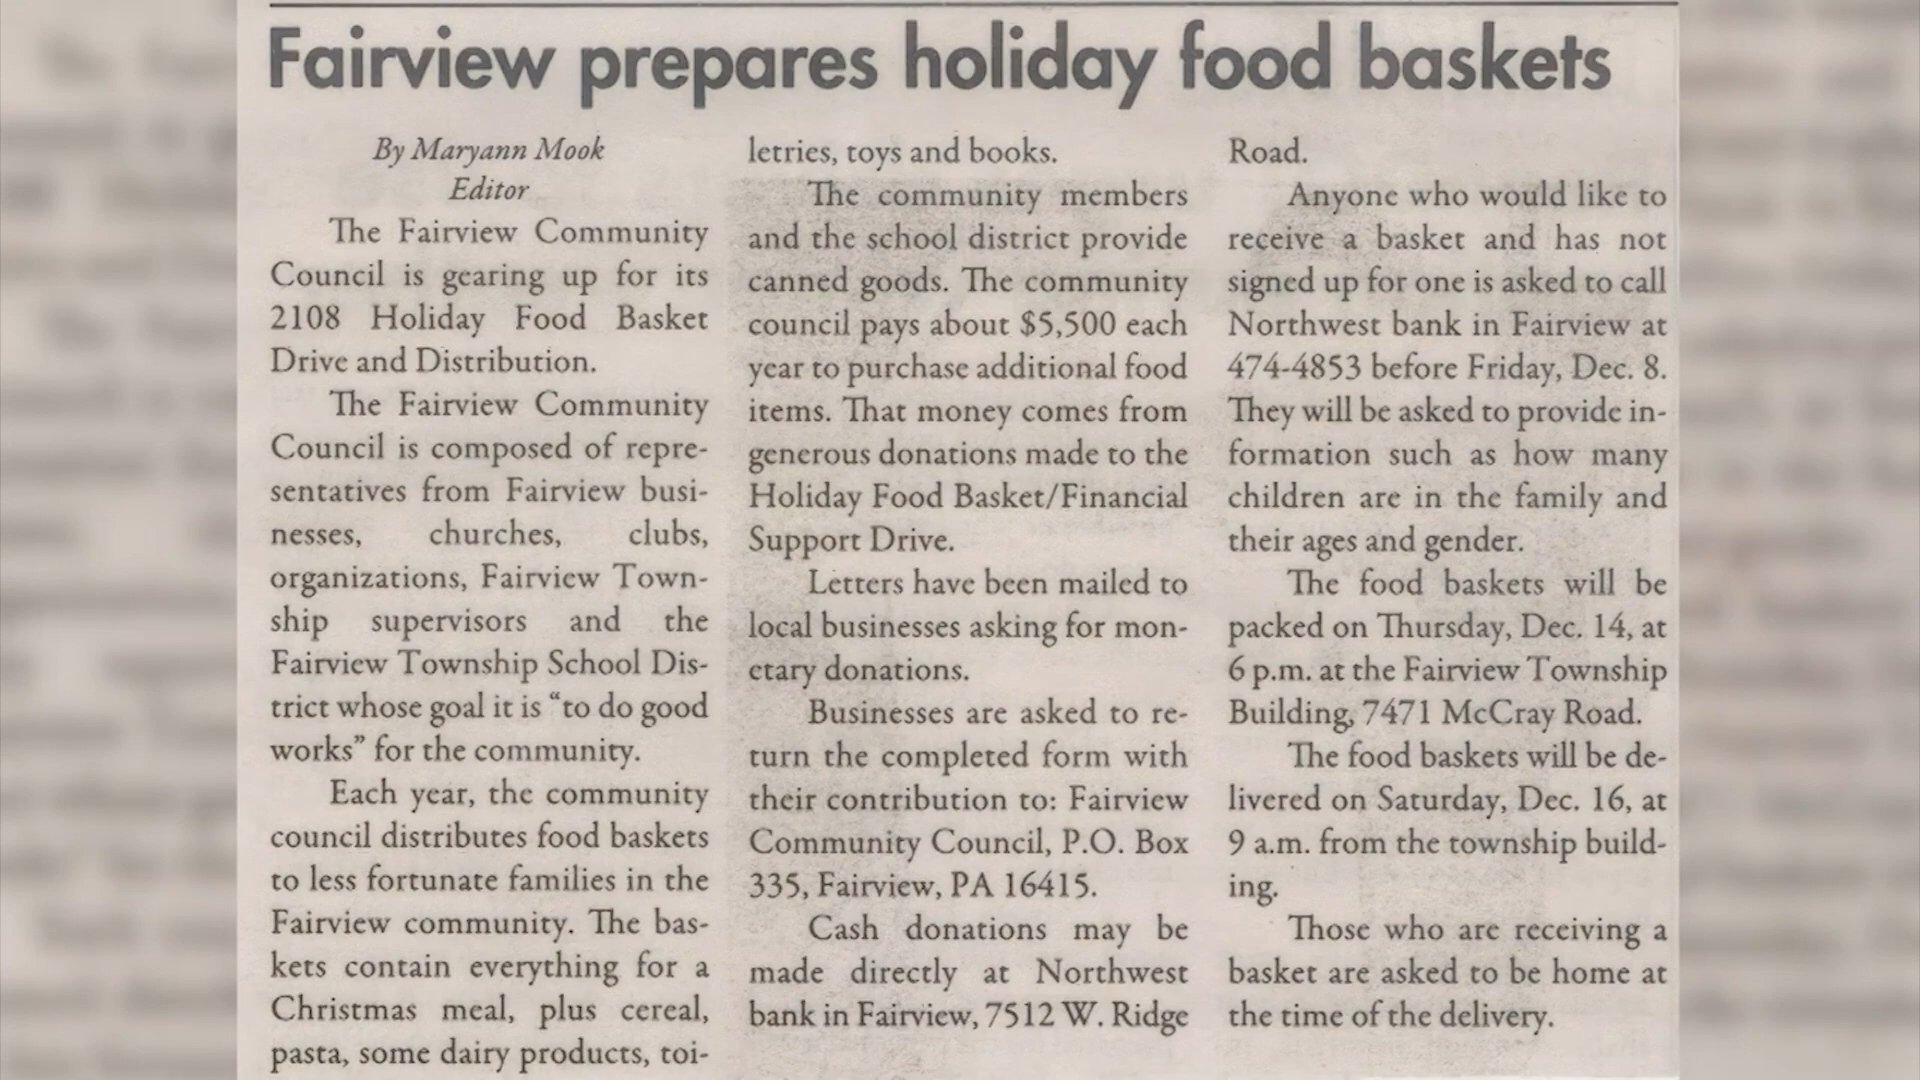 Fairview prepares holiday food baskets
By Maryann Mook
Editor
The Fairview Community
Council is gearing up for its
2108 Holiday Food Basket
Drive and Distribution.
The Fairview Community
Council is composed of repre-
sentatives from Fairview busi-
nesses, churches, clubs,
organizations, Fairview Town-
ship supervisors and the
Fairview Township School Dis-
trict whose goal it is “to do good
works” for the community.
Each year, the community
council distributes food baskets
to less fortunate families in the
Fairview community. The bas-
kets contain everything for a
Christmas meal, plus cereal,
pasta, some dairy products, toi-
letries, toys and books.
The community members
and the school district provide
canned goods. The community
council pays about $5,500 each
year to purchase additional food
items. That money comes from
generous donations made to the
Holiday Food Basket/Financial
Support Drive.
Letters have been mailed to
local businesses asking for mon-
etary donations.
Businesses are asked to re-
turn the completed form with
their contribution to: Fairview
Community Council, P.O. Box
335, Fairview, PA 16415.
Cash donations may be
made directly at Northwest
bank in Fairview, 7512 W. Ridge
Road.
Anyone who would like to
receive a basket and has not
signed up for one is asked to call
Northwest bank in Fairview at
474-4853 before Friday, Dec. 8.
They will be asked to provide in-
formation such as how many
children are in the family and
their ages and gender.
The food baskets will be
packed on Thursday, Dec. 14, at
6 p.m. at the Fairview Township
Building, 7471 McCray Road.
The food baskets will be de-
livered on Saturday, Dec. 16, at
9 a.m. from the township build-
ing.
Those who are receiving a
basket are asked to be home at
the time of the delivery.